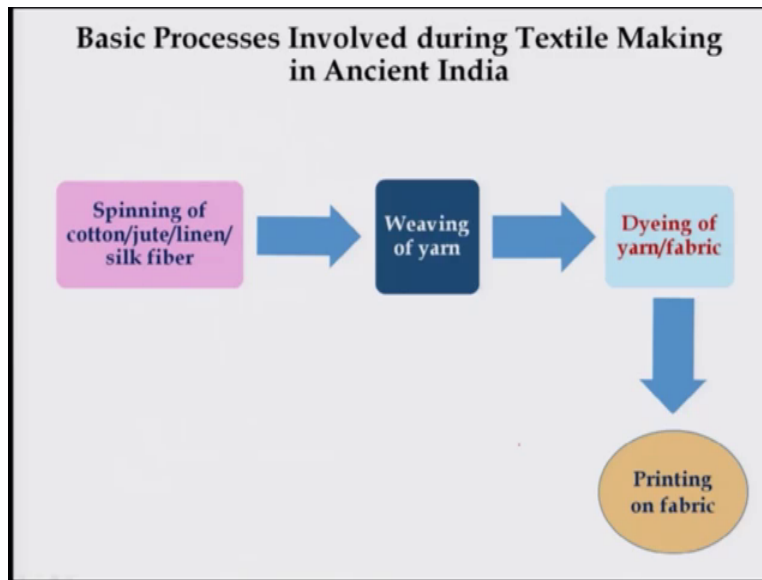 Basic Processes Involved during Textile Making
in Ancient India
Spinning of
cotton/jute/linen/
silk fiber
Weaving
of yarn
Dyeing of
yarn/fabric
Printing
on fabric